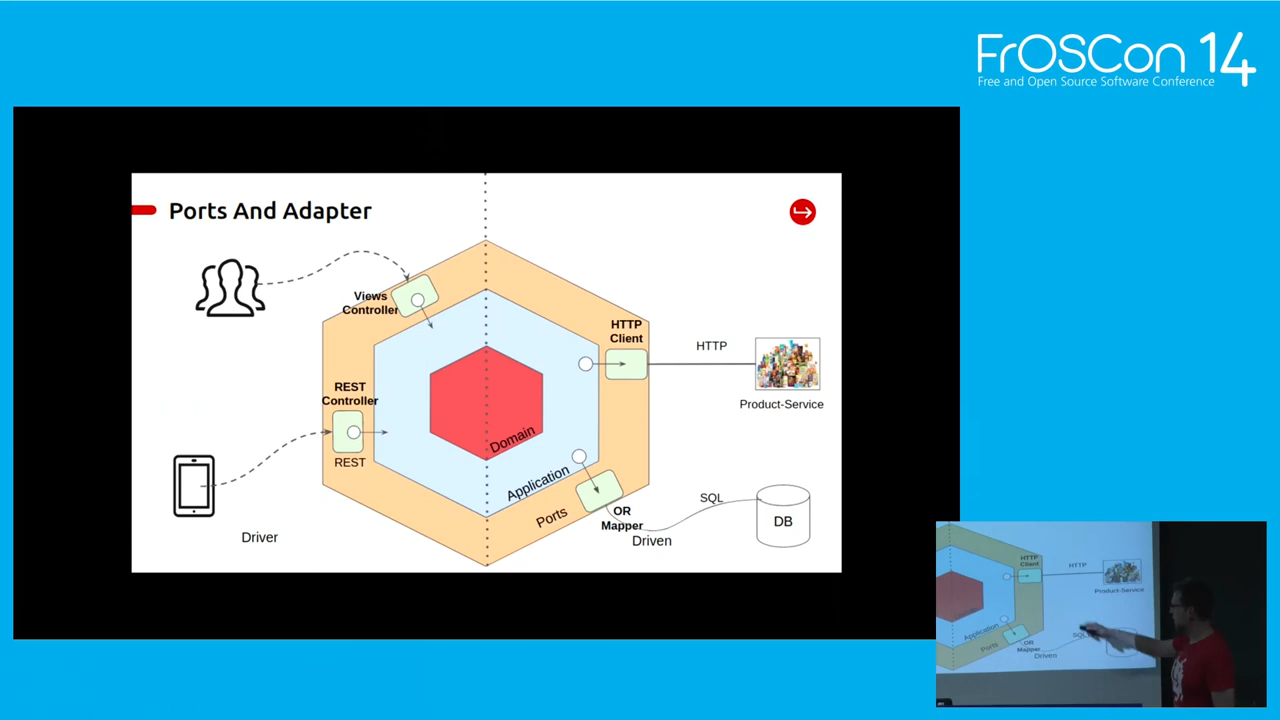 FrOSCon 14
Free and Open Source Software Conference
Ports And Adapter
Views
Controller
HTTP
Client
HTTP
Product-Service
REST
Controller
REST
Domain
Application
Ports
OR
Mapper
SQL
DB
Driver
Driven
HTTP
Client
HTTP
Product-Service
Application
Ports
OR
Mapper
SQL
Driven